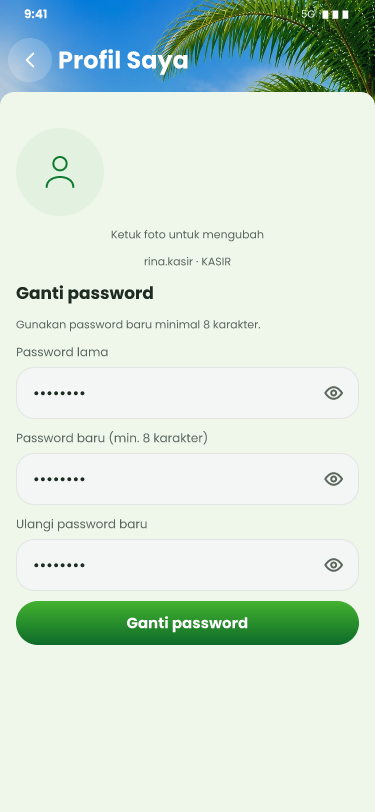 9:41
5G
Profil Saya
Ketuk foto untuk mengubah
rina.kasir · KASIR
Ganti password
Gunakan password baru minimal 8 karakter.
Password lama
••••••••
Password baru (min. 8 karakter)
••••••••
Ulangi password baru
••••••••
Ganti password